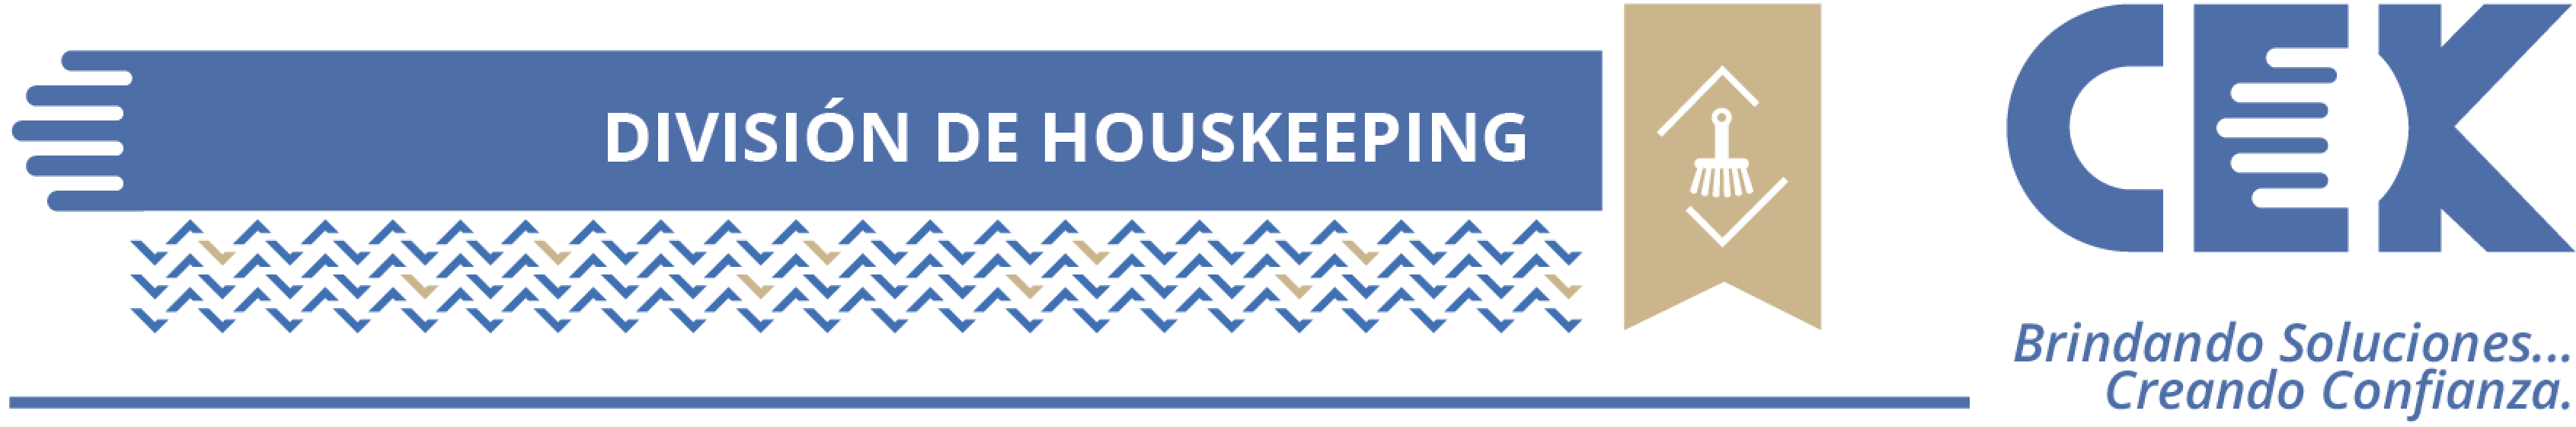 DIVISIÓN DE HOUSKEEPING
CEK
Brindando Soluciones...
Creando Confianza.